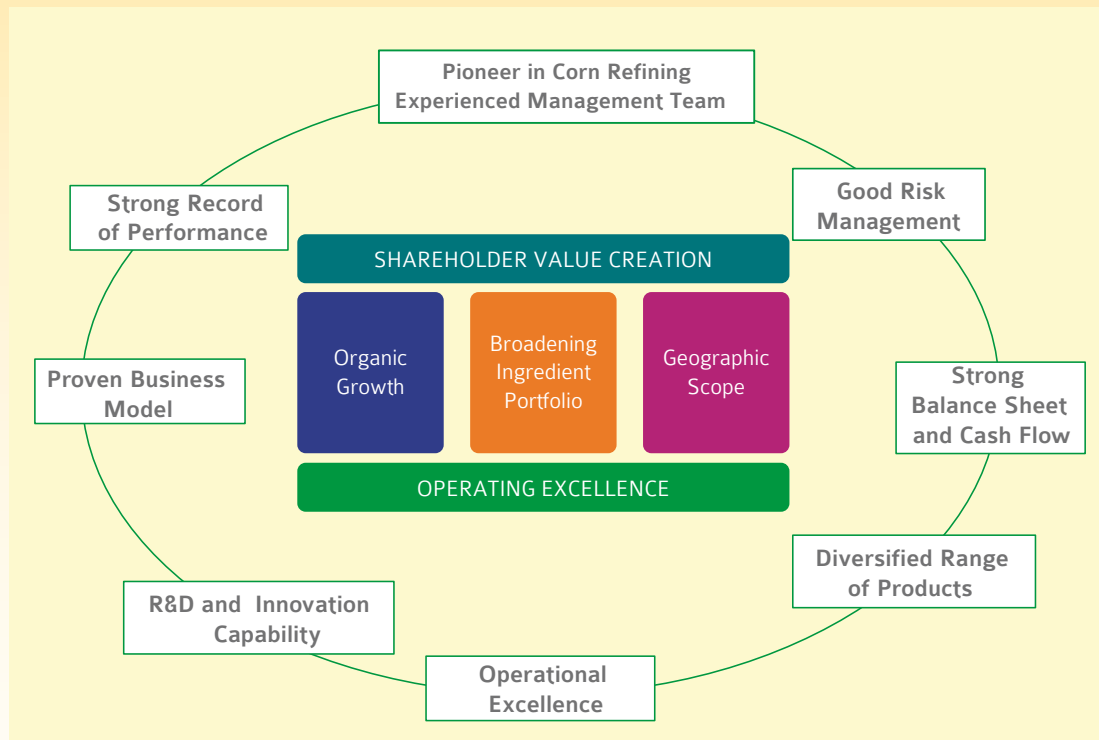 Pioneer in Corn Refining
Experienced Management Team
Strong Record
of Performance
Good Risk
Management
SHAREHOLDER VALUE CREATION
Organic
Growth
Broadening
Ingredient
Portfolio
Geographic
Scope
Proven Business
Model
Strong
Balance Sheet
and Cash Flow
OPERATING EXCELLENCE
Diversified Range
of Products
R&D and Innovation
Capability
Operational
Excellence